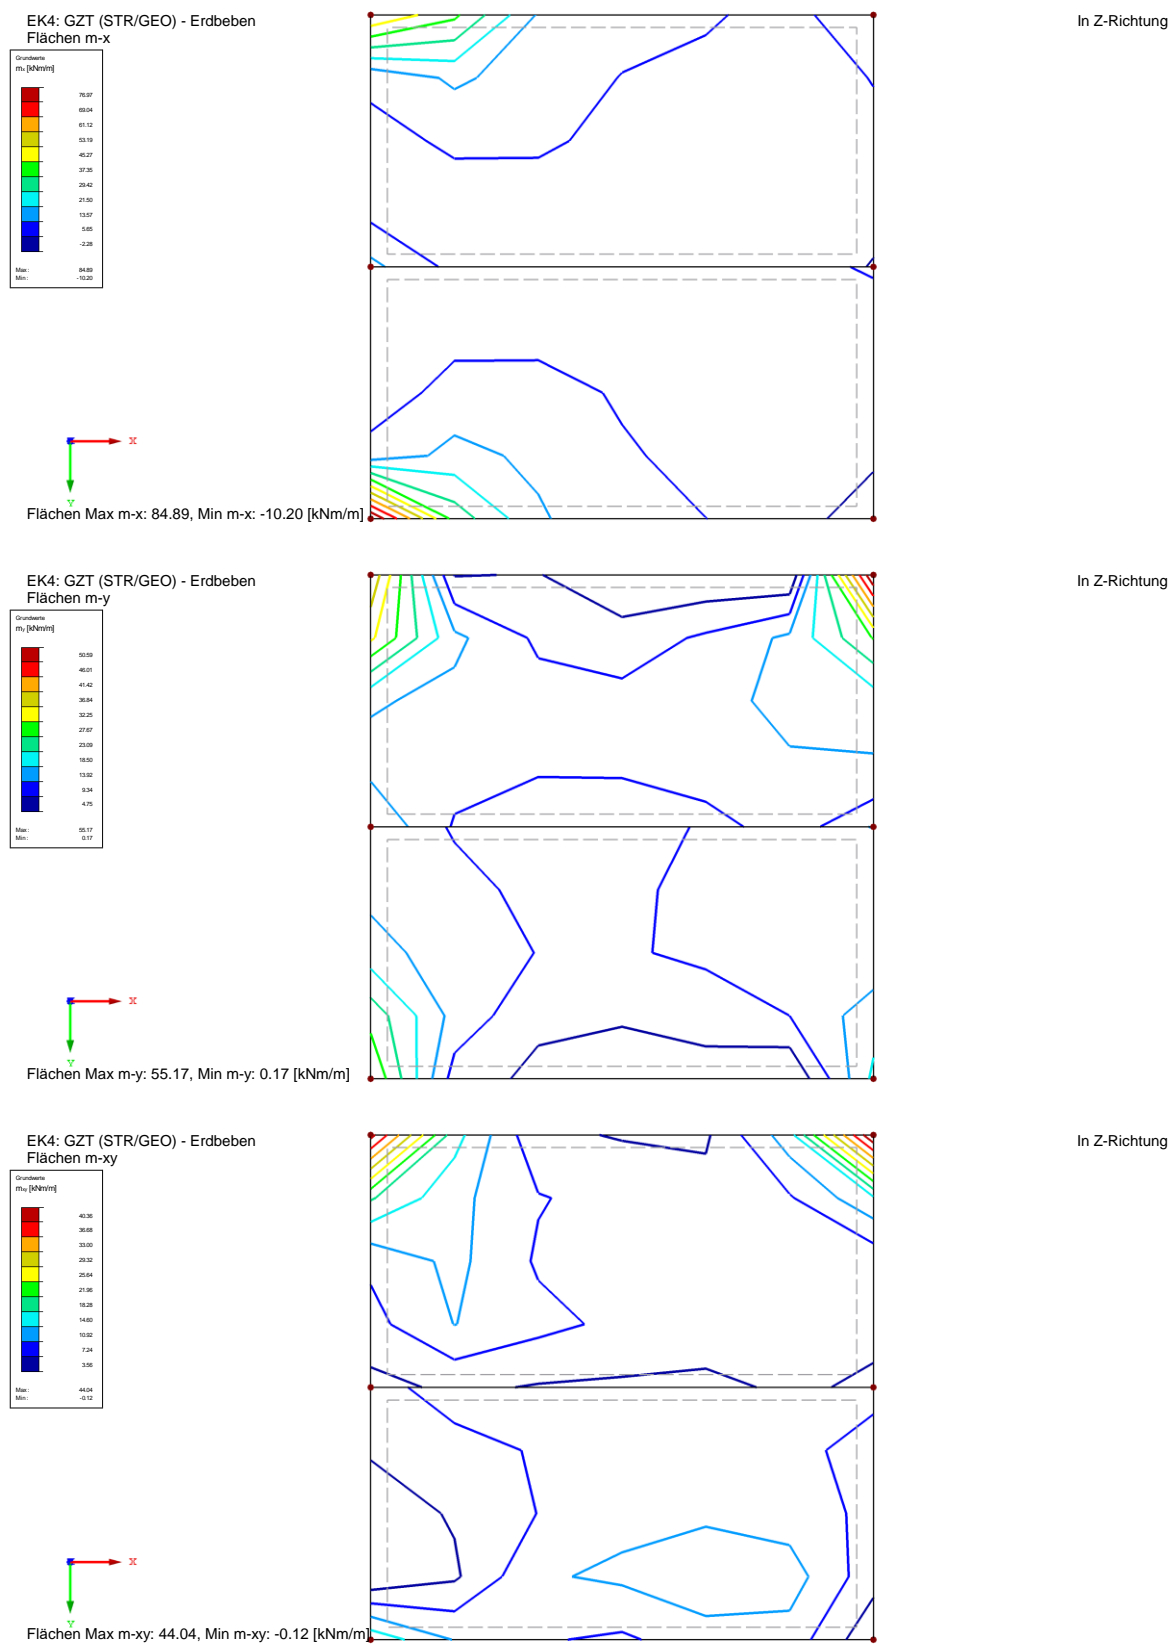 EK4: GZT (STR/GEO) - Erdbeben
In Z-Richtung
Flächen m-x
Grundwerte
mx [kNm/m]
76.97
69.04
61.12
53.19
45.27
37.35
29.42
21.50
13.57
5.65
-2.28
Max : 84.89
Min : -10.20
X
Y
Flächen Max m-x: 84.89, Min m-x: -10.20 [kNm/m]
EK4: GZT (STR/GEO) - Erdbeben
In Z-Richtung
Flächen m-y
Grundwerte
my [kNm/m]
50.59
46.01
41.42
36.84
32.25
27.67
23.09
18.50
13.92
9.34
4.75
Max : 55.17
Min : 0.17
X
Y
Flächen Max m-y: 55.17, Min m-y: 0.17 [kNm/m]
EK4: GZT (STR/GEO) - Erdbeben
In Z-Richtung
Flächen m-xy
Grundwerte
mxy [kNm/m]
40.36
36.68
33.00
29.32
25.64
21.96
18.28
14.60
10.92
7.24
3.56
Max : 44.04
Min : -0.12
X
Y
Flächen Max m-xy: 44.04, Min m-xy: -0.12 [kNm/m]